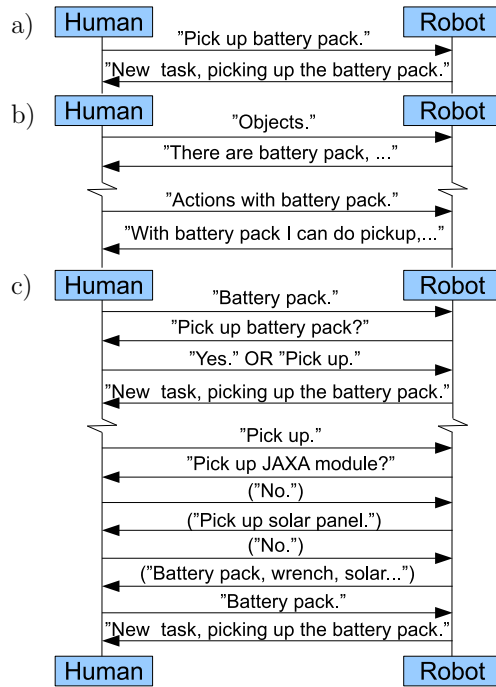 a) Human Robot
"Pick up battery pack."
"New task, picking up the battery pack."
b) Human Robot
"Objects."
"There are battery pack, ..."
"Actions with battery pack."
"With battery pack I can do pickup,..."
c) Human Robot
"Battery pack."
"Pick up battery pack?"
"Yes." OR "Pick up."
"New task, picking up the battery pack."
"Pick up."
"Pick up JAXA module?"
("No.")
("Pick up solar panel.")
("No.")
("Battery pack, wrench, solar...")
"Battery pack."
"New task, picking up the battery pack."
Human Robot